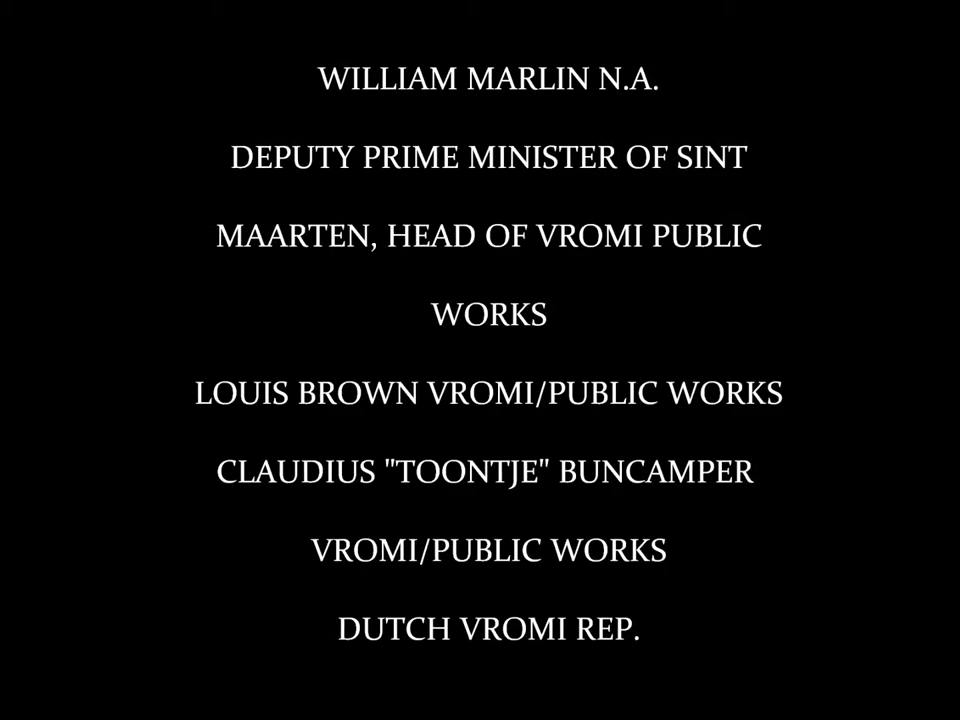 WILLIAM MARLIN N.A.
DEPUTY PRIME MINISTER OF SINT
MAARTEN, HEAD OF VROMI PUBLIC
WORKS
LOUIS BROWN VROMI/PUBLIC WORKS
CLAUDIUS "TOONTJE" BUNCAMPER
VROMI/PUBLIC WORKS
DUTCH VROMI REP.